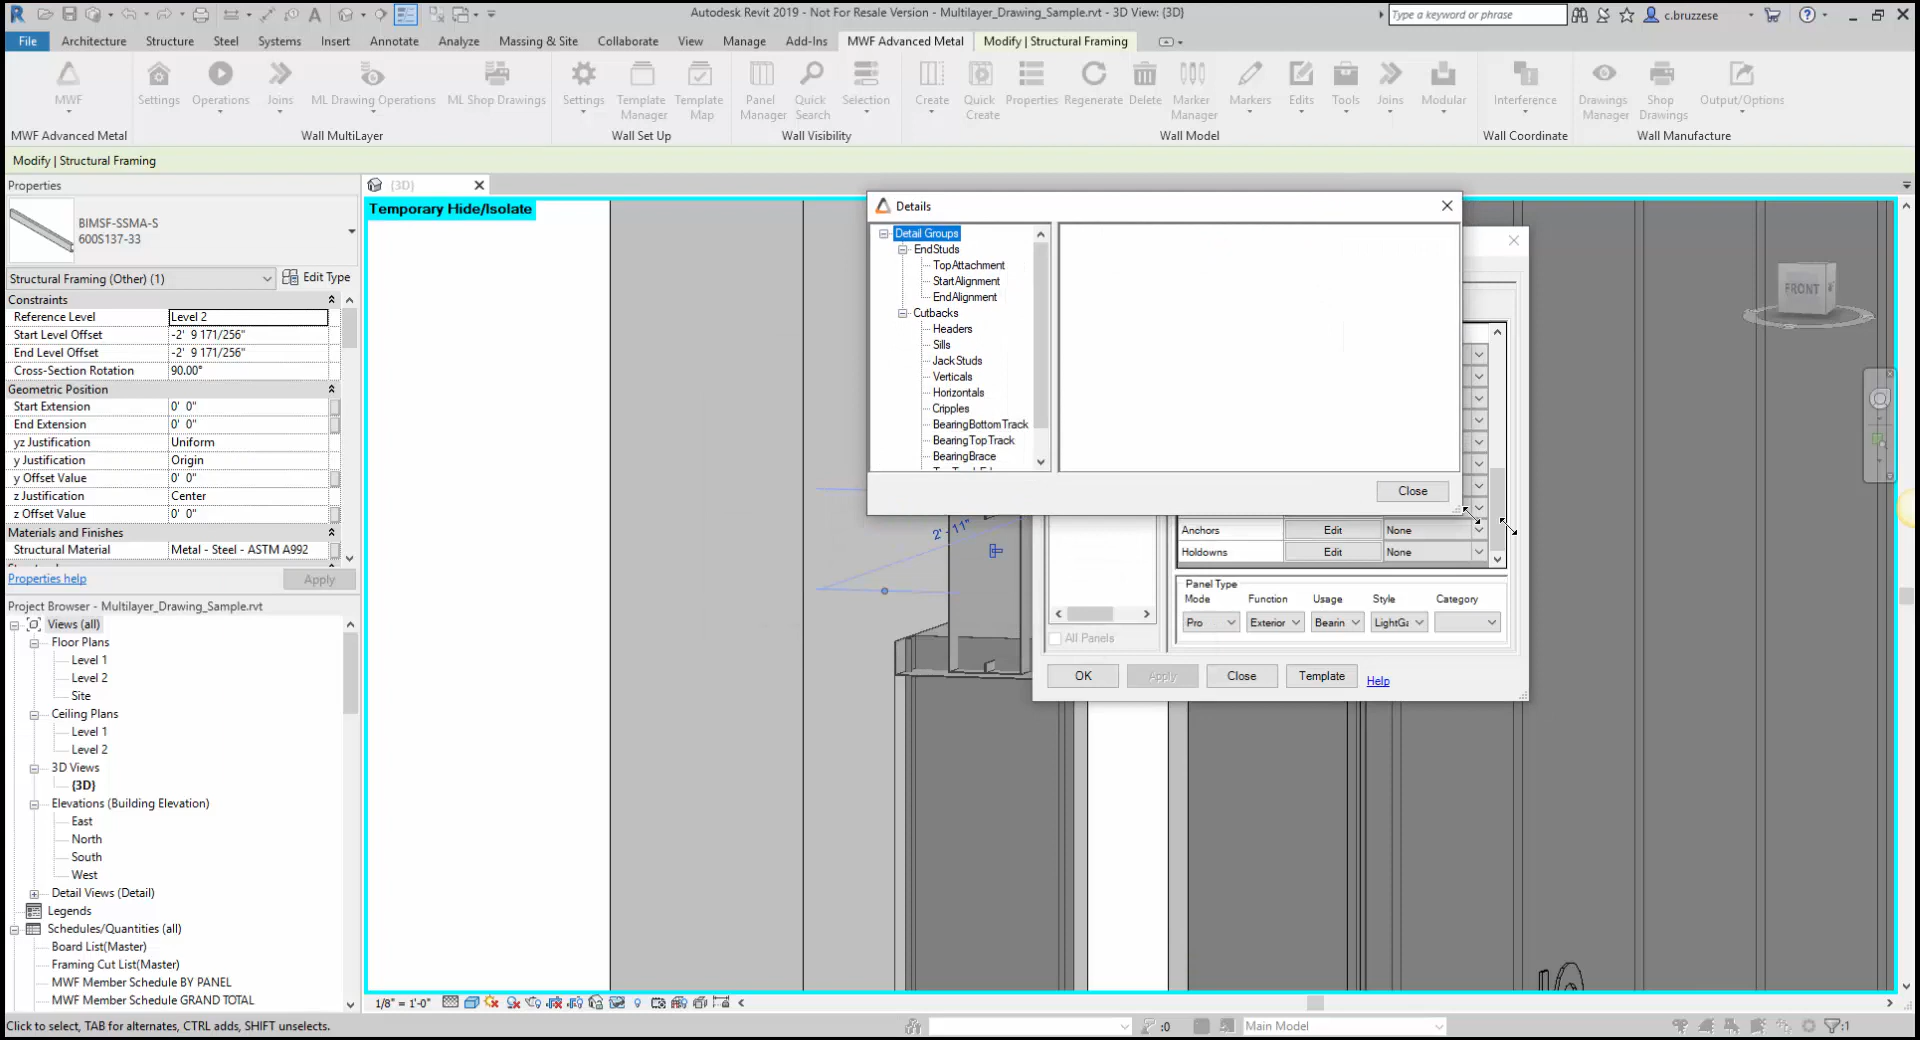 Autodesk Revit 2019 - Not For Resale Version - Multilayer_Drawing_Sample.rvt - 3D View: {3D}
Type a keyword or phrase
c.bruzzese
File Architecture Structure Steel Systems Insert Annotate Analyze Massing & Site Collaborate View Manage Add-Ins MWF Advanced Metal Modify | Structural Framing
MWF Settings Operations Joins ML Drawing Operations ML Shop Drawings Settings Template Manager Template Map Panel Manager Quick Search Selection Create Quick Create Properties Regenerate Delete Marker Manager Markers Edits Tools Joins Modular Interference Drawings Manager Shop Drawings Output/Options
MWF Advanced Metal Wall MultiLayer Wall Set Up Wall Visibility Wall Model Wall Coordinate Wall Manufacture
Modify | Structural Framing
Properties
BIMSF-SSMA-S
600S137-33
Structural Framing (Other) (1) Edit Type
Constraints
Reference Level Level 2
Start Level Offset -2' 9 171/256"
End Level Offset -2' 9 171/256"
Cross-Section Rotation 90.00°
Geometric Position
Start Extension 0' 0"
End Extension 0' 0"
yz Justification Uniform
y Justification Origin
y Offset Value 0' 0"
z Justification Center
z Offset Value 0' 0"
Materials and Finishes
Structural Material Metal - Steel - ASTM A992
Properties help Apply
Project Browser - Multilayer_Drawing_Sample.rvt
Views (all)
Floor Plans
Level 1
Level 2
Site
Ceiling Plans
Level 1
Level 2
3D Views
{3D}
Elevations (Building Elevation)
East
North
South
West
Detail Views (Detail)
Legends
Schedules/Quantities (all)
Board List(Master)
Framing Cut List(Master)
MWF Member Schedule BY PANEL
MWF Member Schedule GRAND TOTAL
{3D}
Temporary Hide/Isolate
Details
Detail Groups
EndStuds
TopAttachment
StartAlignment
EndAlignment
Cutbacks
Headers
Sills
JackStuds
Verticals
Horizontals
Cripples
BearingBottomTrack
BearingTopTrack
BearingBrace
Close
FRONT
2' - 11"
Anchors Edit None
Holdowns Edit None
Panel Type
Mode Function Usage Style Category
Pro Exterior Bearin LightGa
All Panels
OK Apply Close Template Help
1/8" = 1'-0"
Click to select, TAB for alternates, CTRL adds, SHIFT unselects.
:0
Main Model
:1